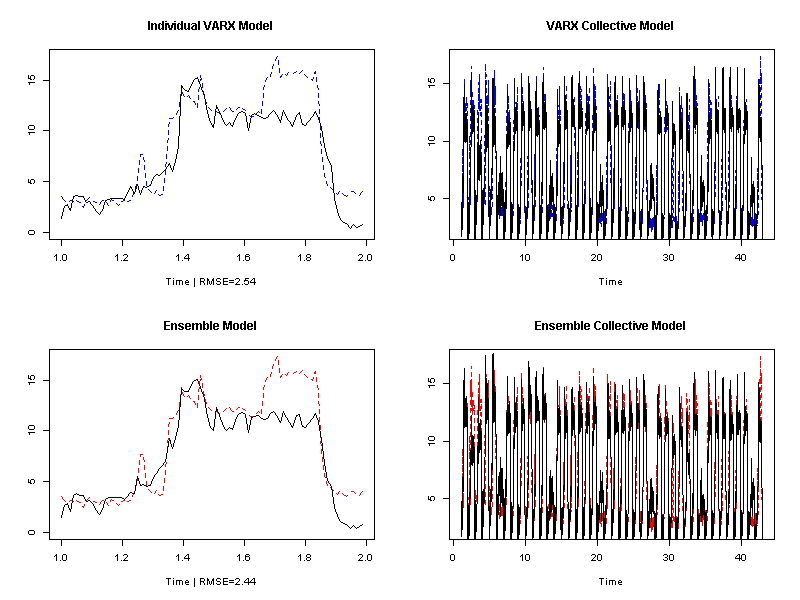 Individual VARX Model
15
10
5
0
1.0 1.2 1.4 1.6 1.8 2.0
Time | RMSE=2.54
VARX Collective Model
15
10
5
0 10 20 30 40
Time
Ensemble Model
15
10
5
0
1.0 1.2 1.4 1.6 1.8 2.0
Time | RMSE=2.44
Ensemble Collective Model
15
10
5
0 10 20 30 40
Time